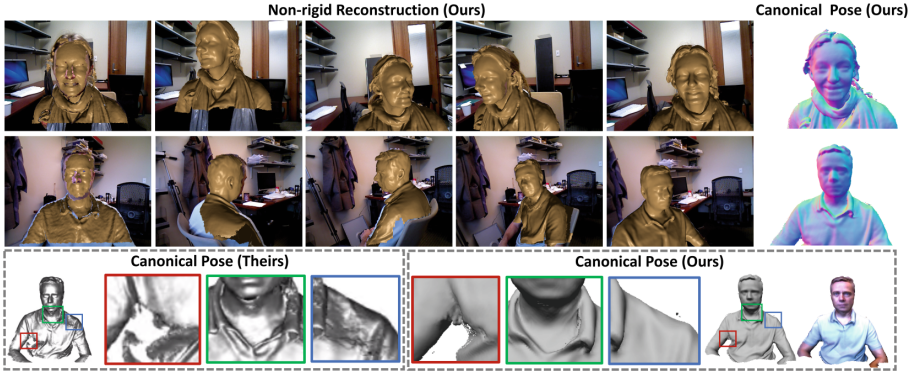 Non-rigid Reconstruction (Ours)
Canonical Pose (Ours)
Canonical Pose (Theirs)
Canonical Pose (Ours)